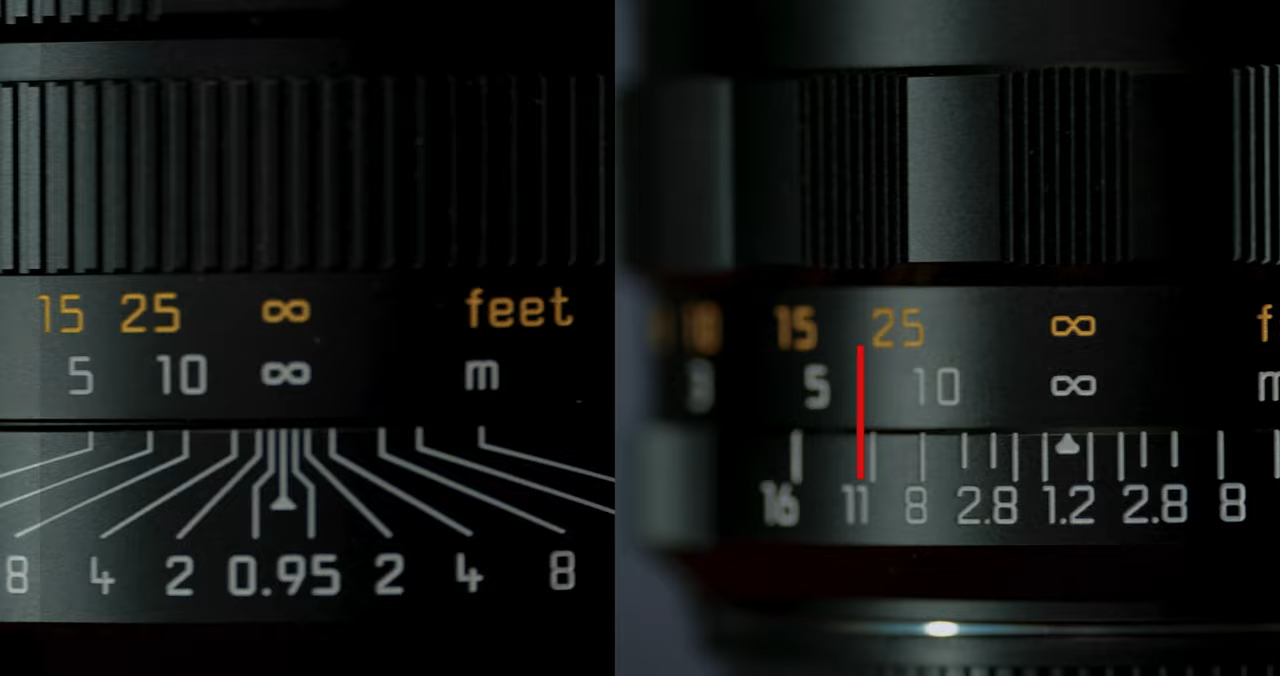 15 25 ∞ feet
5 10 ∞ m
8 4 2 0.95 2 4 8
15 25 ∞ f
3 5 10 ∞ m
16 11 8 2.8 1.2 2.8 8